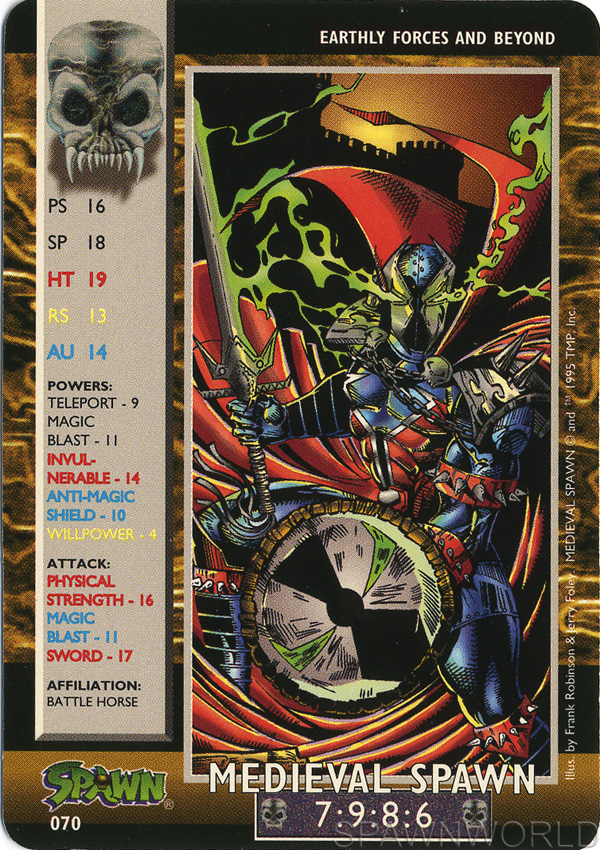 EARTHLY FORCES AND BEYOND
PS 16
SP 18
HT 19
RS 13
AU 14
POWERS:
TELEPORT - 9
MAGIC
BLAST - 11
INVUL-
NERABLE - 14
ANTI-MAGIC
SHIELD - 10
WILLPOWER - 4
ATTACK:
PHYSICAL
STRENGTH - 16
MAGIC
BLAST - 11
SWORD - 17
AFFILIATION:
BATTLE HORSE
Illus. by Frank Robinson & Jerry Foley / MEDIEVAL SPAWN © and ™ 1995 TMP, Inc.
SPAWN®
070
MEDIEVAL SPAWN
7:9:8:6
SPAWNWORLD